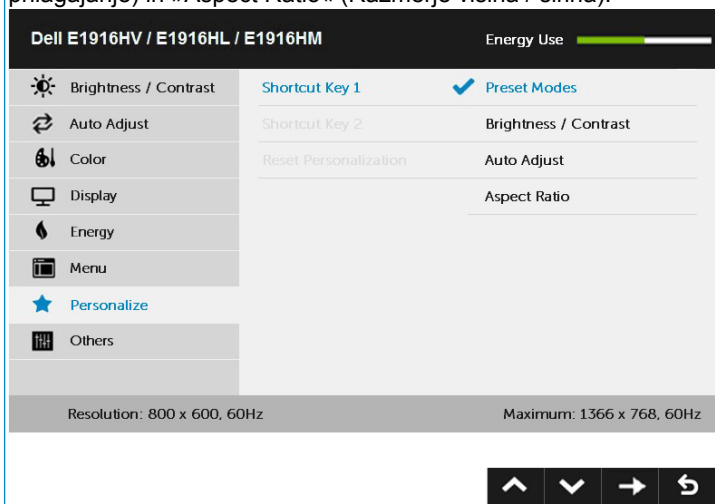 prilagajanje) in »Aspect Ratio« (Razmerje višina / širina).
Dell E1916HV / E1916HL / E1916HM Energy Use
Brightness / Contrast Shortcut Key 1 Preset Modes
Auto Adjust Shortcut Key 2 Brightness / Contrast
Color Reset Personalization Auto Adjust
Display Aspect Ratio
Energy
Menu
Personalize
Others
Resolution: 800 x 600, 60Hz Maximum: 1366 x 768, 60Hz